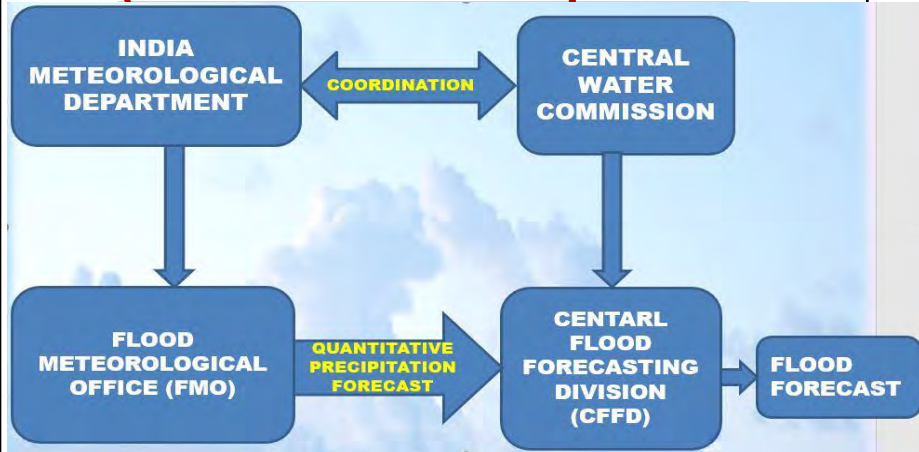 INDIA
METEOROLOGICAL
DEPARTMENT
COORDINATION
CENTRAL
WATER
COMMISSION
FLOOD
METEOROLOGICAL
OFFICE (FMO)
QUANTITATIVE
PRECIPITATION
FORECAST
CENTARL
FLOOD
FORECASTING
DIVISION
(CFFD)
FLOOD
FORECAST